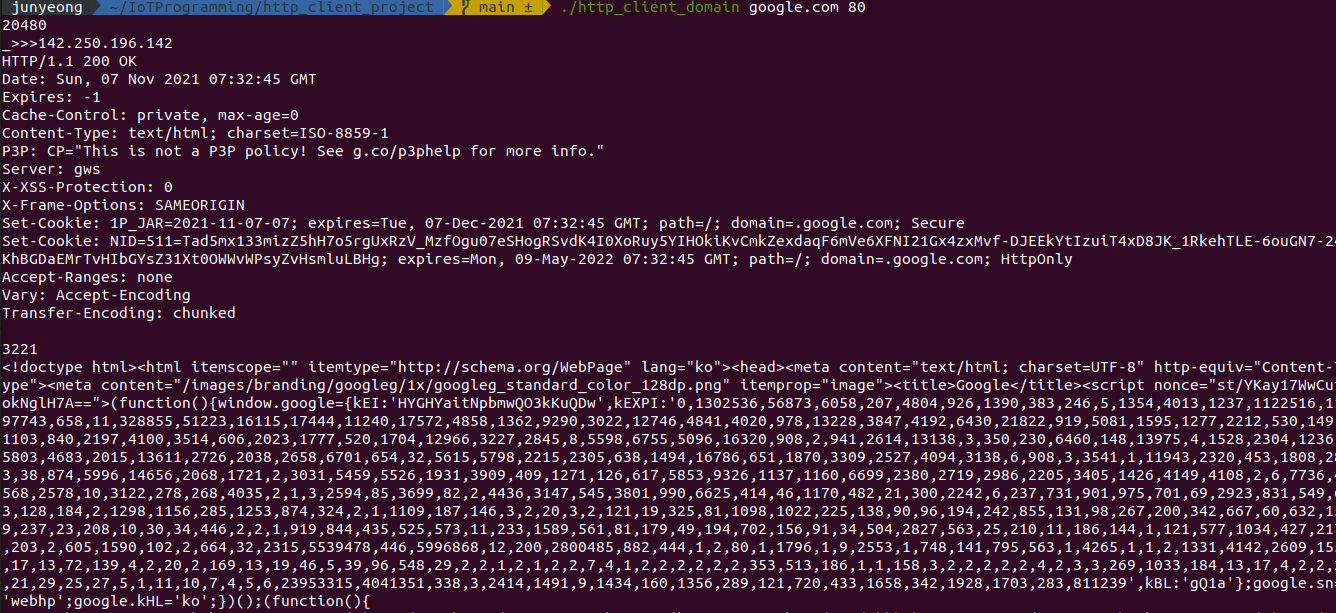 junyeong ~/IoTProgramming/http_client_project main ± ./http_client_domain google.com 80
20480
_>>>142.250.196.142
HTTP/1.1 200 OK
Date: Sun, 07 Nov 2021 07:32:45 GMT
Expires: -1
Cache-Control: private, max-age=0
Content-Type: text/html; charset=ISO-8859-1
P3P: CP="This is not a P3P policy! See g.co/p3phelp for more info."
Server: gws
X-XSS-Protection: 0
X-Frame-Options: SAMEORIGIN
Set-Cookie: 1P_JAR=2021-11-07-07; expires=Tue, 07-Dec-2021 07:32:45 GMT; path=/; domain=.google.com; Secure
Set-Cookie: NID=511=Tad5mx133mizZ5hH7o5rgUxRzV_MzfOgu07eSHogRSvdK4I0XoRuy5YIHOkiKvCmkZexdaqF6mVe6XFNI21Gx4zxMvf-DJEEkYtIzuiT4xD8JK_1RkehTLE-6ouGN7-24
KhBGDaEMrTvHIbGYsZ31Xt0OWWvWPsyZvHsmluLBHg; expires=Mon, 09-May-2022 07:32:45 GMT; path=/; domain=.google.com; HttpOnly
Accept-Ranges: none
Vary: Accept-Encoding
Transfer-Encoding: chunked
3221
<!doctype html><html itemscope="" itemtype="http://schema.org/WebPage" lang="ko"><head><meta content="text/html; charset=UTF-8" http-equiv="Content-T
ype"><meta content="/images/branding/googleg/1x/googleg_standard_color_128dp.png" itemprop="image"><title>Google</title><script nonce="st/YKay17WwCu
okNglH7A==">(function(){window.google={kEI:'HYGHYaitNpbmwQO3kKuQDw',kEXPI:'0,1302536,56873,6058,207,4804,926,1390,383,246,5,1354,4013,1237,1122516,11
97743,658,11,328855,51223,16115,17444,11240,17572,4858,1362,9290,3022,12746,4841,4020,978,13228,3847,4192,6430,21822,919,5081,1595,1277,2212,530,149,
1103,840,2197,4100,3514,606,2023,1777,520,1704,12966,3227,2845,8,5598,6755,5096,16320,908,2,941,2614,13138,3,350,230,6460,148,13975,4,1528,2304,1236,
5803,4683,2015,13611,2726,2038,2658,6701,654,32,5615,5798,2215,2305,638,1494,16786,651,1870,3309,2527,4094,3138,6,908,3,3541,1,11943,2320,453,1808,28
3,38,874,5996,14656,2068,1721,2,3031,5459,5526,1931,3909,409,1271,126,617,5853,9326,1137,1160,6699,2380,2719,2986,2205,3405,1426,4149,4108,2,6,7736,4
568,2578,10,3122,278,268,4035,2,1,3,2594,85,3699,82,2,4436,3147,545,3801,990,6625,414,46,1170,482,21,300,2242,6,237,731,901,975,701,69,2923,831,549,6
3,128,184,2,1298,1156,285,1253,874,324,2,1,1109,187,146,3,2,20,3,2,121,19,325,81,1098,1022,225,138,90,96,194,242,855,131,98,267,200,342,667,60,632,1
9,237,23,208,10,30,34,446,2,2,1,919,844,435,525,573,11,233,1589,561,81,179,49,194,702,156,91,34,504,2827,563,25,210,11,186,144,1,121,577,1034,427,21
,203,2,605,1590,102,2,664,32,2315,5539478,446,5996868,12,200,2800485,882,444,1,2,80,1,1796,1,9,2553,1,748,141,795,563,1,4265,1,1,2,1331,4142,2609,15
,17,13,72,139,4,2,20,2,169,13,19,46,5,39,96,548,29,2,2,1,2,1,2,2,7,4,1,2,2,2,2,2,2,353,513,186,1,1,158,3,2,2,2,2,2,4,2,3,3,269,1033,184,13,17,4,2,2,
,21,29,25,27,5,1,11,10,7,4,5,6,23953315,4041351,338,3,2414,1491,9,1434,160,1356,289,121,720,433,1658,342,1928,1703,283,811239',kBL:'gQ1a'};google.sn=
'webhp';google.kHL='ko';})();(function(){